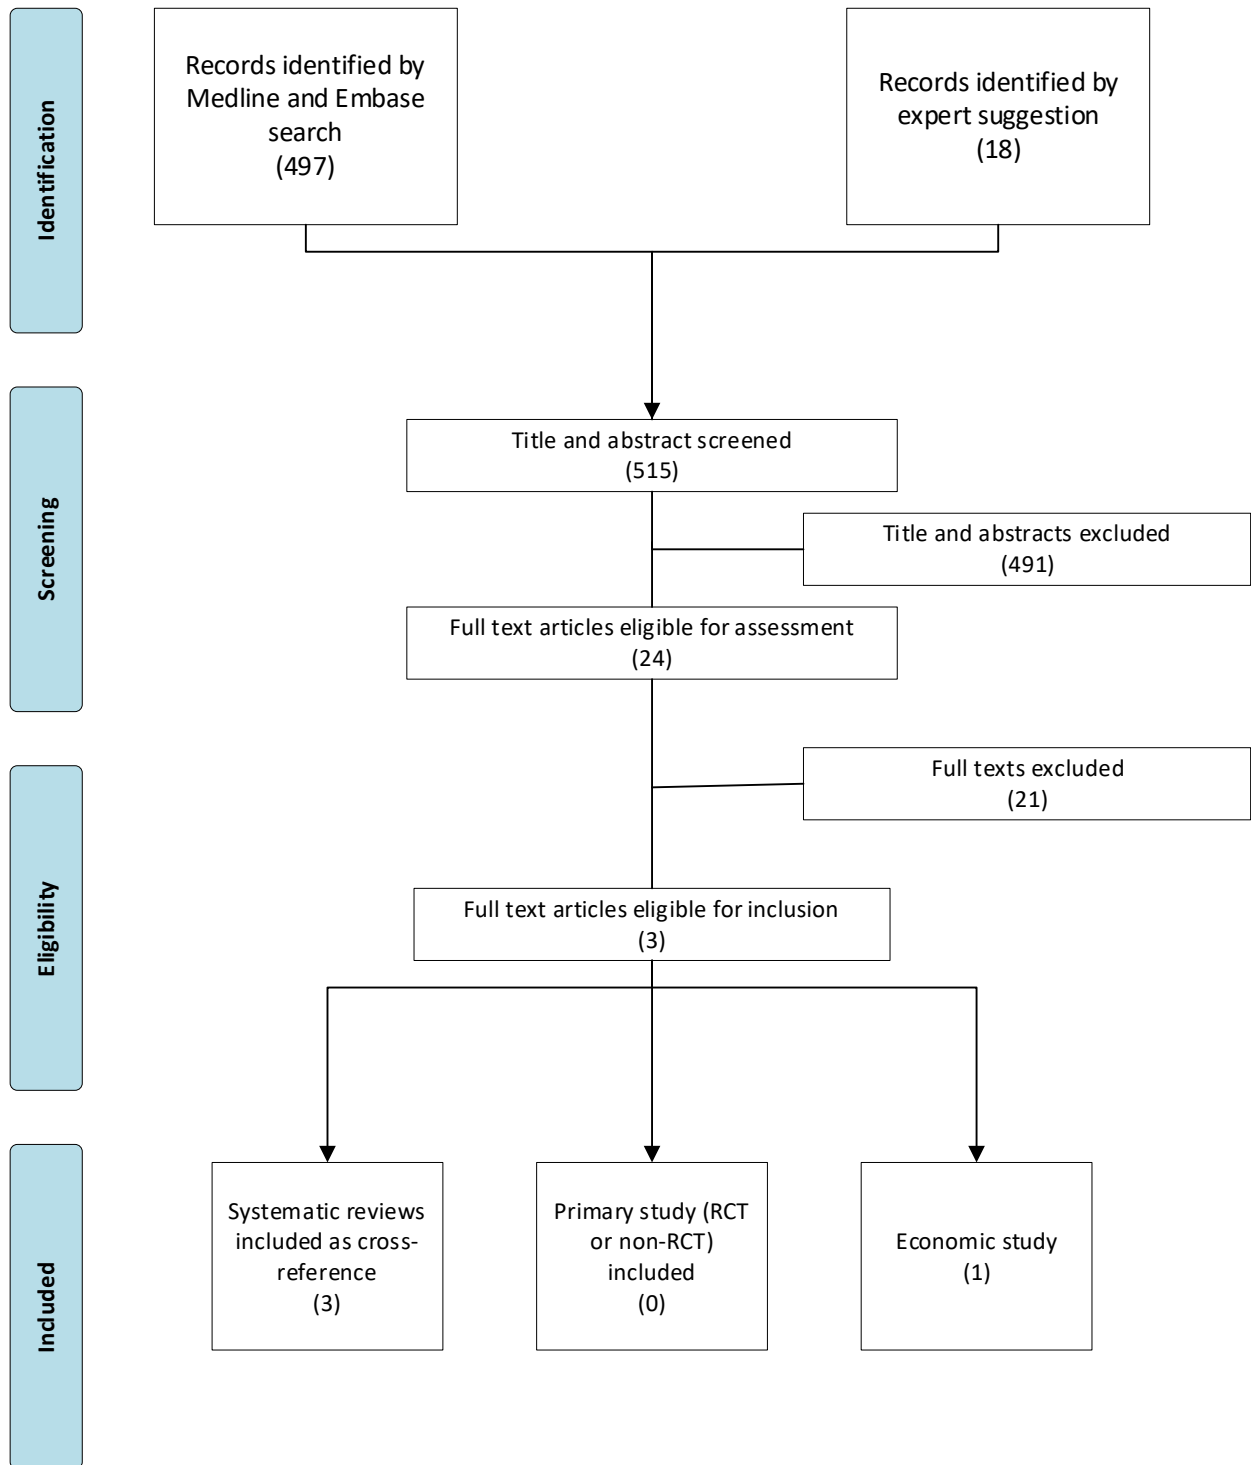 Identification
Records identified by
Medline and Embase
search
(497)
Records identified by
expert suggestion
(18)
Screening
Title and abstract screened
(515)
Title and abstracts excluded
(491)
Full text articles eligible for assessment
(24)
Eligibility
Full texts excluded
(21)
Full text articles eligible for inclusion
(3)
Included
Systematic reviews
included as cross-
reference
(3)
Primary study (RCT
or non-RCT)
included
(0)
Economic study
(1)